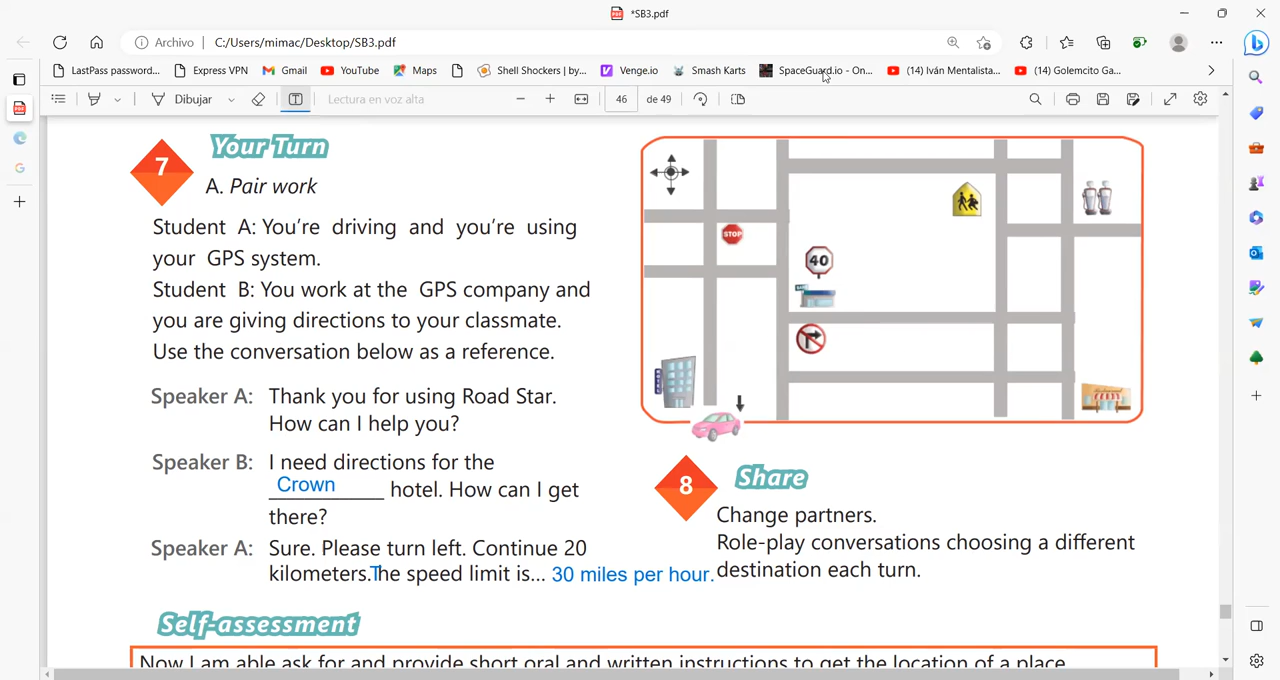 *SB3.pdf
Archivo C:/Users/mimac/Desktop/SB3.pdf
LastPass password... Express VPN Gmail YouTube Maps Shell Shockers | by... Venge.io Smash Karts SpaceGuard.io - On... (14) Iván Mentalista... (14) Golemcito Ga...
Dibujar Lectura en voz alta 46 de 49
7 Your Turn
A. Pair work
Student A: You're driving and you're using
your GPS system.
Student B: You work at the GPS company and
you are giving directions to your classmate.
Use the conversation below as a reference.
Speaker A: Thank you for using Road Star.
How can I help you?
Speaker B: I need directions for the
Crown hotel. How can I get
there?
Speaker A: Sure. Please turn left. Continue 20
kilometers.The speed limit is... 30 miles per hour.
STOP
40
8 Share
Change partners.
Role-play conversations choosing a different
destination each turn.
Self-assessment
Now I am able ask for and provide short oral and written instructions to get the location of a place